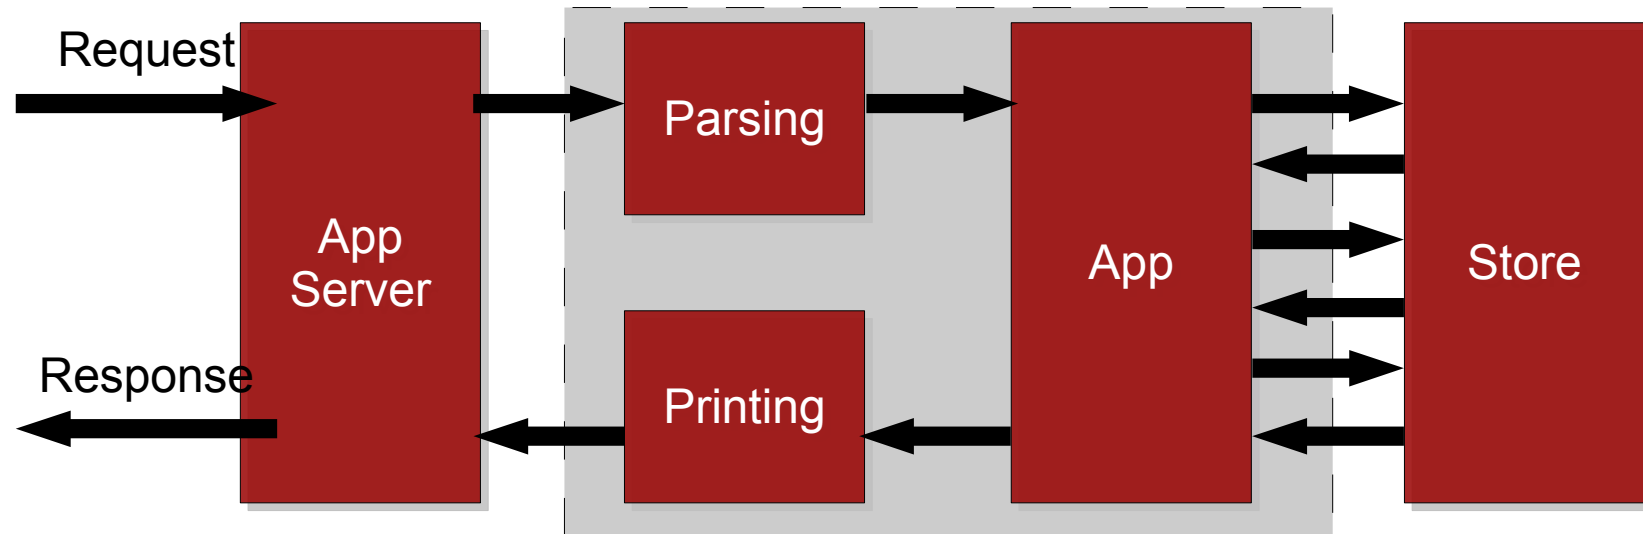 Request
App
Server
Response
Parsing
Printing
App
Store